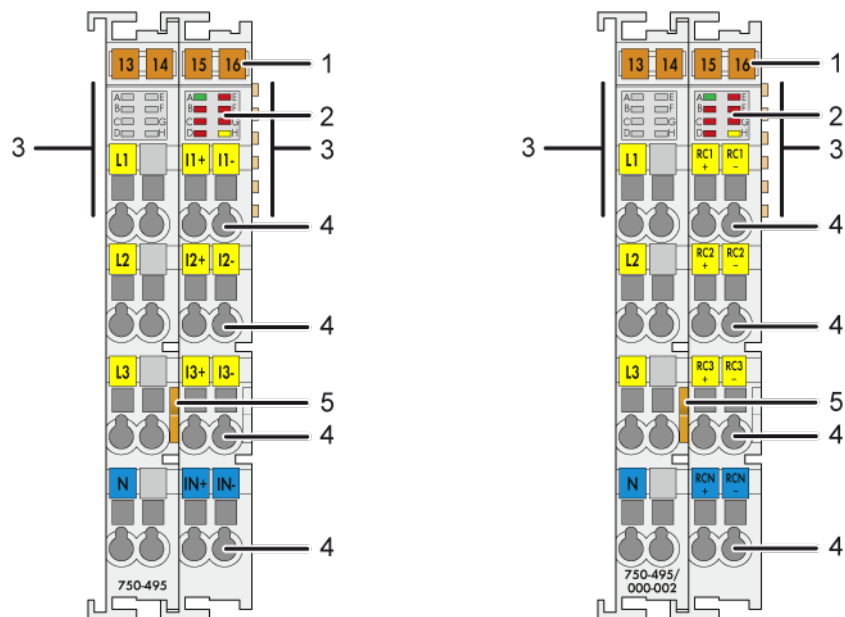 13 14 15 16 1
A E A E
B F B F 2
C G C G
D H D H
3 3
L1 I1+ I1-
4
L2 I2+ I2-
4
L3 I3+ I3-
5
4
N IN+ IN-
4
750-495
13 14 15 16 1
A E A E
B F B F 2
C G C G
D H D H
3 3
L1 RC1 + RC1 −
4
L2 RC2 + RC2 −
4
L3 RC3 + RC3 −
5
4
N RCN + RCN −
4
750-495/
000-002